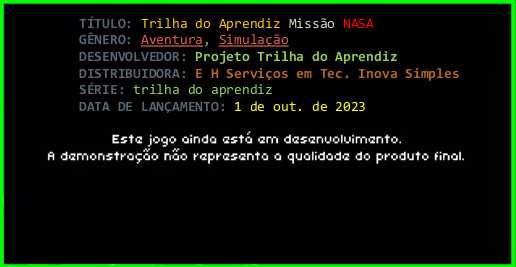 TÍTULO: Trilha do Aprendiz Missão NASA
GÊNERO: Aventura, Simulação
DESENVOLVEDOR: Projeto Trilha do Aprendiz
DISTRIBUIDORA: E H Serviços em Tec. Inova Simples
SÉRIE: trilha do aprendiz
DATA DE LANÇAMENTO: 1 de out. de 2023
Este jogo ainda está em desenvolvimento.
A demonstração não representa a qualidade do produto final.